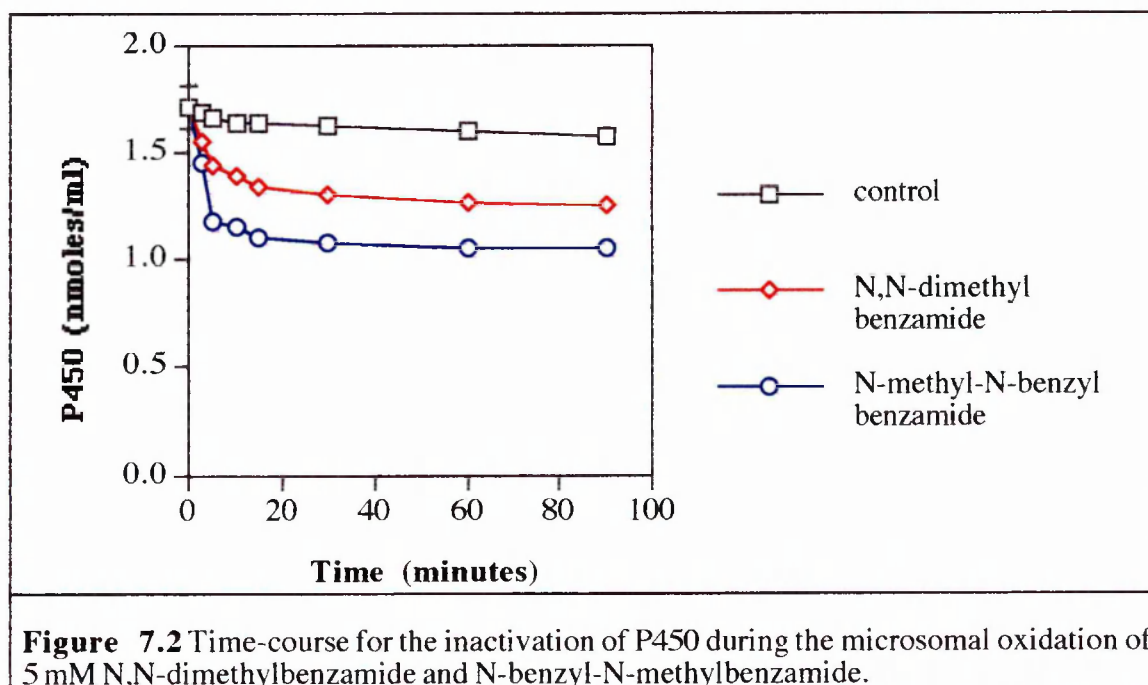 2.0
1.5
1.0
0.5
0.0
P450 (nmoles/ml)
0 20 40 60 80 100
Time (minutes)
control
N,N-dimethyl
benzamide
N-methyl-N-benzyl
benzamide
Figure 7.2 Time-course for the inactivation of P450 during the microsomal oxidation of
5 mM N,N-dimethylbenzamide and N-benzyl-N-methylbenzamide.